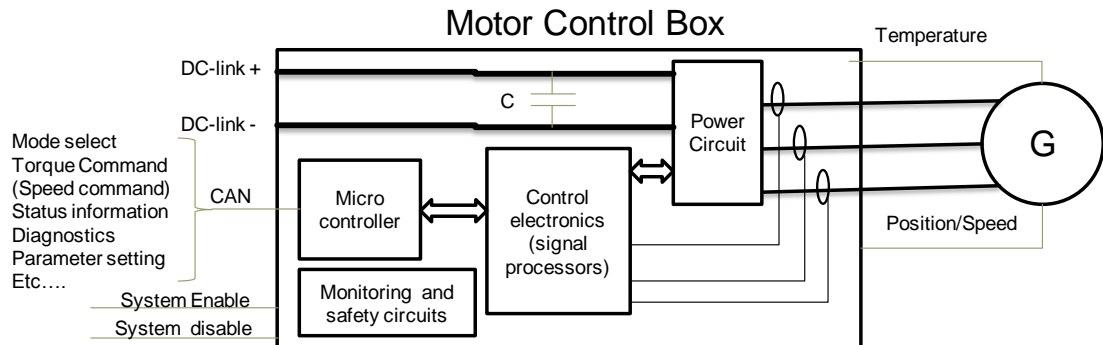 Motor Control Box
DC-link +
DC-link -
C
Temperature
Power
Circuit
G
Position/Speed
Mode select
Torque Command
(Speed command)
Status information
Diagnostics
Parameter setting
Etc….
CAN
Micro
controller
Control
electronics
(signal
processors)
Monitoring and
safety circuits
System Enable
System disable